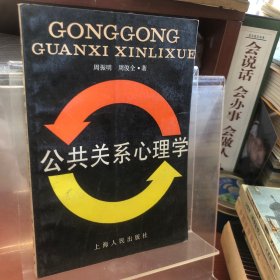 GONGGONG
GUANXI XINLIXUE
周振明 周俊全·著
公共关系心理学
上海人民出版社
会说话
会办事
会做人